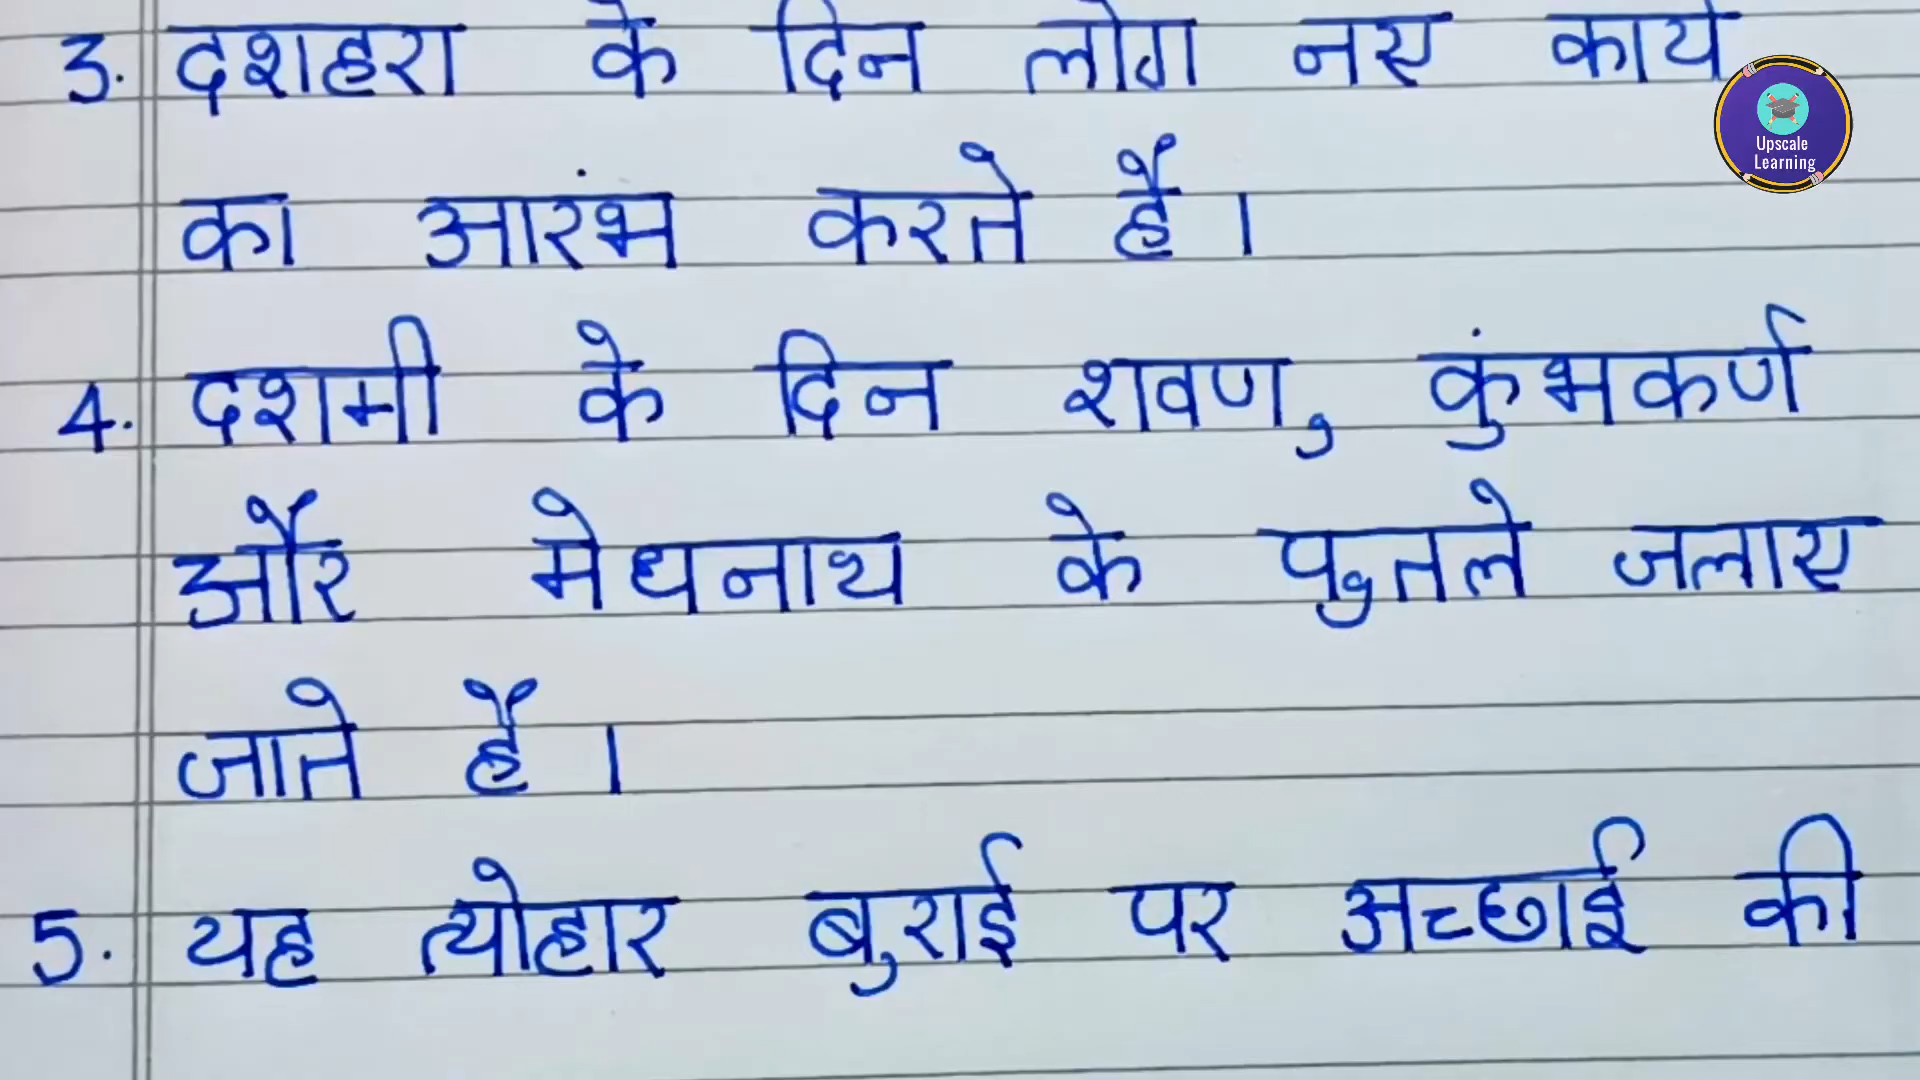 3. दशहरा के दिन लोग नए कार्य
का आरंभ करते हैं।
4. दशमी के दिन रावण, कुंभकर्ण
और मेघनाथ के पुतले जलाए
जाते हैं।
5. यह त्योहार बुराई पर अच्छाई की
Upscale
Learning